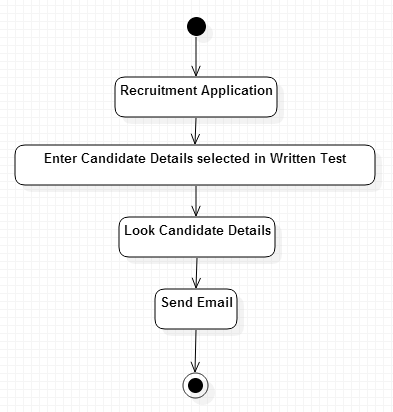 Recruitment Application
Enter Candidate Details selected in Written Test
Look Candidate Details
Send Email